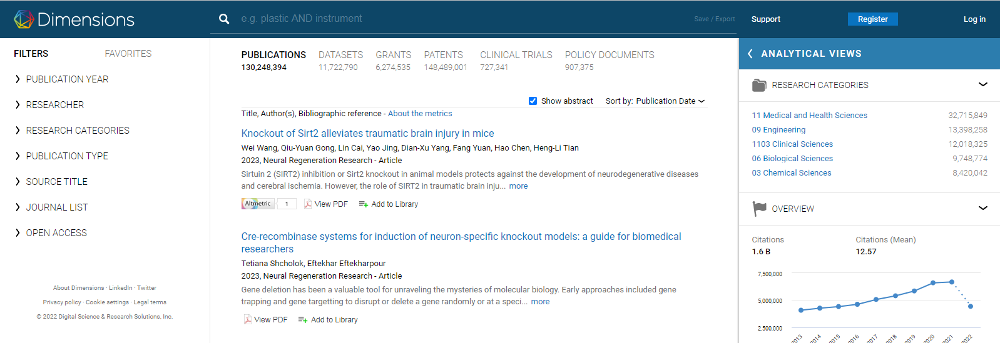 Dimensions
e.g. plastic AND instrument
Save / Export
Support
Register
Log in
FILTERS
FAVORITES
PUBLICATION YEAR
RESEARCHER
RESEARCH CATEGORIES
PUBLICATION TYPE
SOURCE TITLE
JOURNAL LIST
OPEN ACCESS
About Dimensions · LinkedIn · Twitter
Privacy policy · Cookie settings · Legal terms
© 2022 Digital Science & Research Solutions, Inc.
PUBLICATIONS DATASETS GRANTS PATENTS CLINICAL TRIALS POLICY DOCUMENTS
130,248,394 11,722,790 6,274,535 148,489,001 727,341 907,375
Show abstract Sort by: Publication Date
Title, Author(s), Bibliographic reference - About the metrics
Knockout of Sirt2 alleviates traumatic brain injury in mice
Wei Wang, Qiu-Yuan Gong, Lin Cai, Yao Jing, Dian-Xu Yang, Fang Yuan, Hao Chen, Heng-Li Tian
2023, Neural Regeneration Research - Article
Sirtuin 2 (SIRT2) inhibition or Sirt2 knockout in animal models protects against the development of neurodegenerative diseases
and cerebral ischemia. However, the role of SIRT2 in traumatic brain inju... more
Altmetric 1 View PDF Add to Library
Cre-recombinase systems for induction of neuron-specific knockout models: a guide for biomedical
researchers
Tetiana Shcholok, Eftekhar Eftekharpour
2023, Neural Regeneration Research - Article
Gene deletion has been a valuable tool for unraveling the mysteries of molecular biology. Early approaches included gene
trapping and gene targetting to disrupt or delete a gene randomly or at a speci... more
View PDF Add to Library
ANALYTICAL VIEWS
RESEARCH CATEGORIES
11 Medical and Health Sciences 32,715,849
09 Engineering 13,398,258
1103 Clinical Sciences 12,018,325
06 Biological Sciences 9,748,774
03 Chemical Sciences 8,420,042
OVERVIEW
Citations Citations (Mean)
1.6 B 12.57
7,500,000
5,000,000
2,500,000
2013 2014 2015 2016 2017 2018 2019 2020 2021 2022